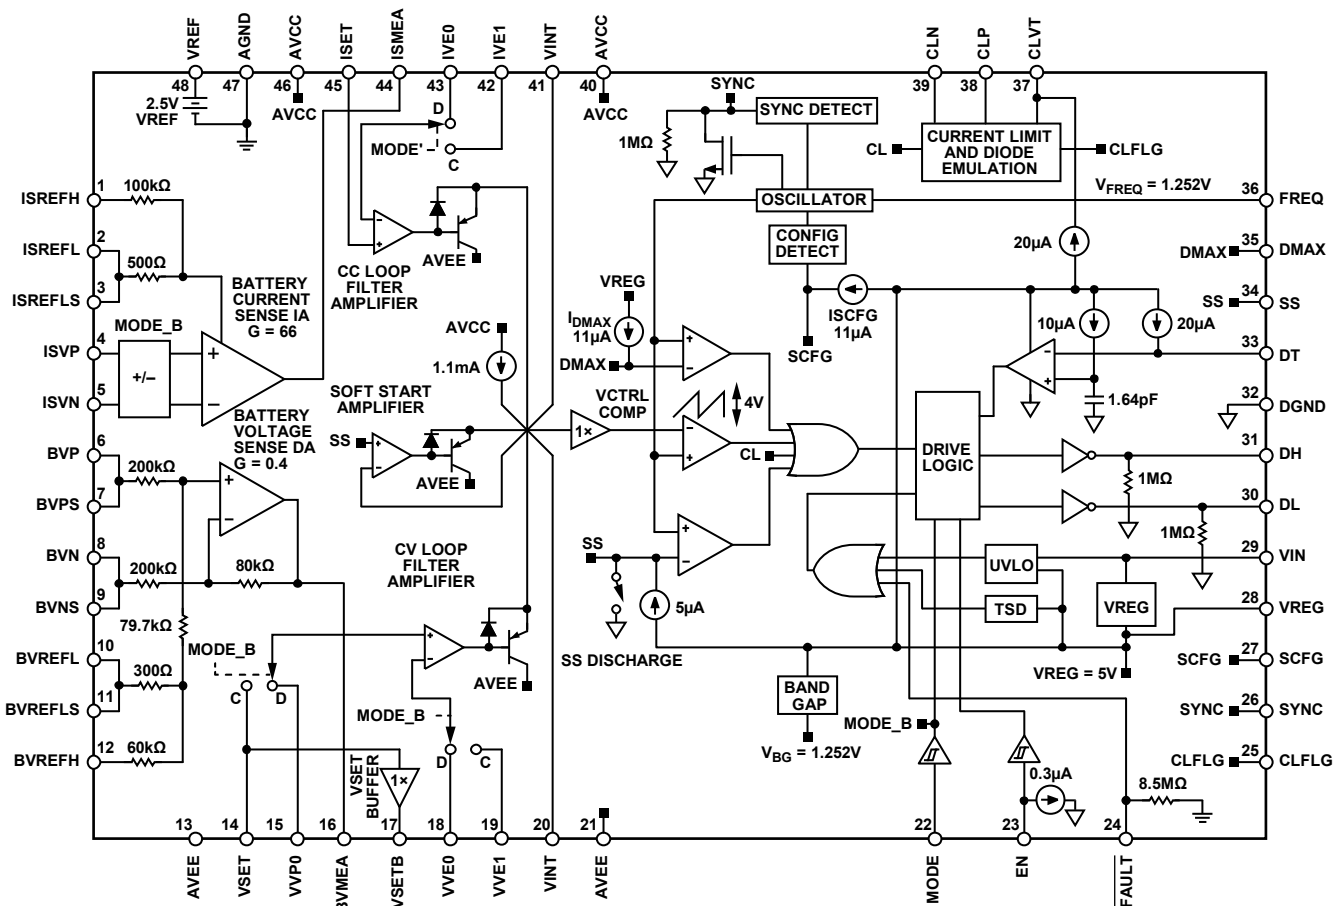 VREF
AGND
AVCC
ISET
ISMEA
IVE0
IVE1
VINT
AVCC
CLN
CLP
CLVT
48
47
46
45
44
43
42
41
40
39
38
37
2.5V
VREF
AVCC
D
MODE'
C
AVCC
SYNC
SYNC DETECT
1MΩ
CL
CURRENT LIMIT
AND DIODE
EMULATION
CLFLG
VFREQ = 1.252V
OSCILLATOR
CONFIG
DETECT
1
ISREFH
100kΩ
2
ISREFL
500Ω
3
ISREFLS
4
ISVP
5
ISVN
MODE_B
+/–
BATTERY
CURRENT
SENSE IA
G = 66
+
–
–
+
AVEE
CC LOOP
FILTER
AMPLIFIER
AVCC
1.1mA
SOFT START
AMPLIFIER
SS
+
–
AVEE
1×
VCTRL
COMP
VREG
IDMAX
11µA
DMAX
+
–
4V
–
+
CL
SS
+
–
5µA
SS DISCHARGE
ISCFG
11µA
SCFG
20µA
10µA
20µA
–
+
1.64pF
DRIVE
LOGIC
36
FREQ
35
DMAX
DMAX
34
SS
SS
33
DT
32
DGND
31
DH
1MΩ
30
DL
1MΩ
29
VIN
28
VREG
27
SCFG
SCFG
26
SYNC
SYNC
25
CLFLG
CLFLG
UVLO
TSD
VREG
VREG = 5V
BAND
GAP
VBG = 1.252V
MODE_B
0.3µA
8.5MΩ
6
BVP
200kΩ
7
BVPS
8
BVN
200kΩ
9
BVNS
BATTERY
VOLTAGE
SENSE DA
G = 0.4
+
–
80kΩ
79.7kΩ
10
BVREFL
300Ω
11
BVREFLS
12
BVREFH
60kΩ
MODE_B
C
D
CV LOOP
FILTER
AMPLIFIER
+
–
AVEE
MODE_B
D
C
VSET
BUFFER
1×
13
14
15
16
17
18
19
20
21
22
23
24
AVEE
VSET
VVP0
BVMEA
VSETB
VVE0
VVE1
VINT
AVEE
MODE
EN
FAULT